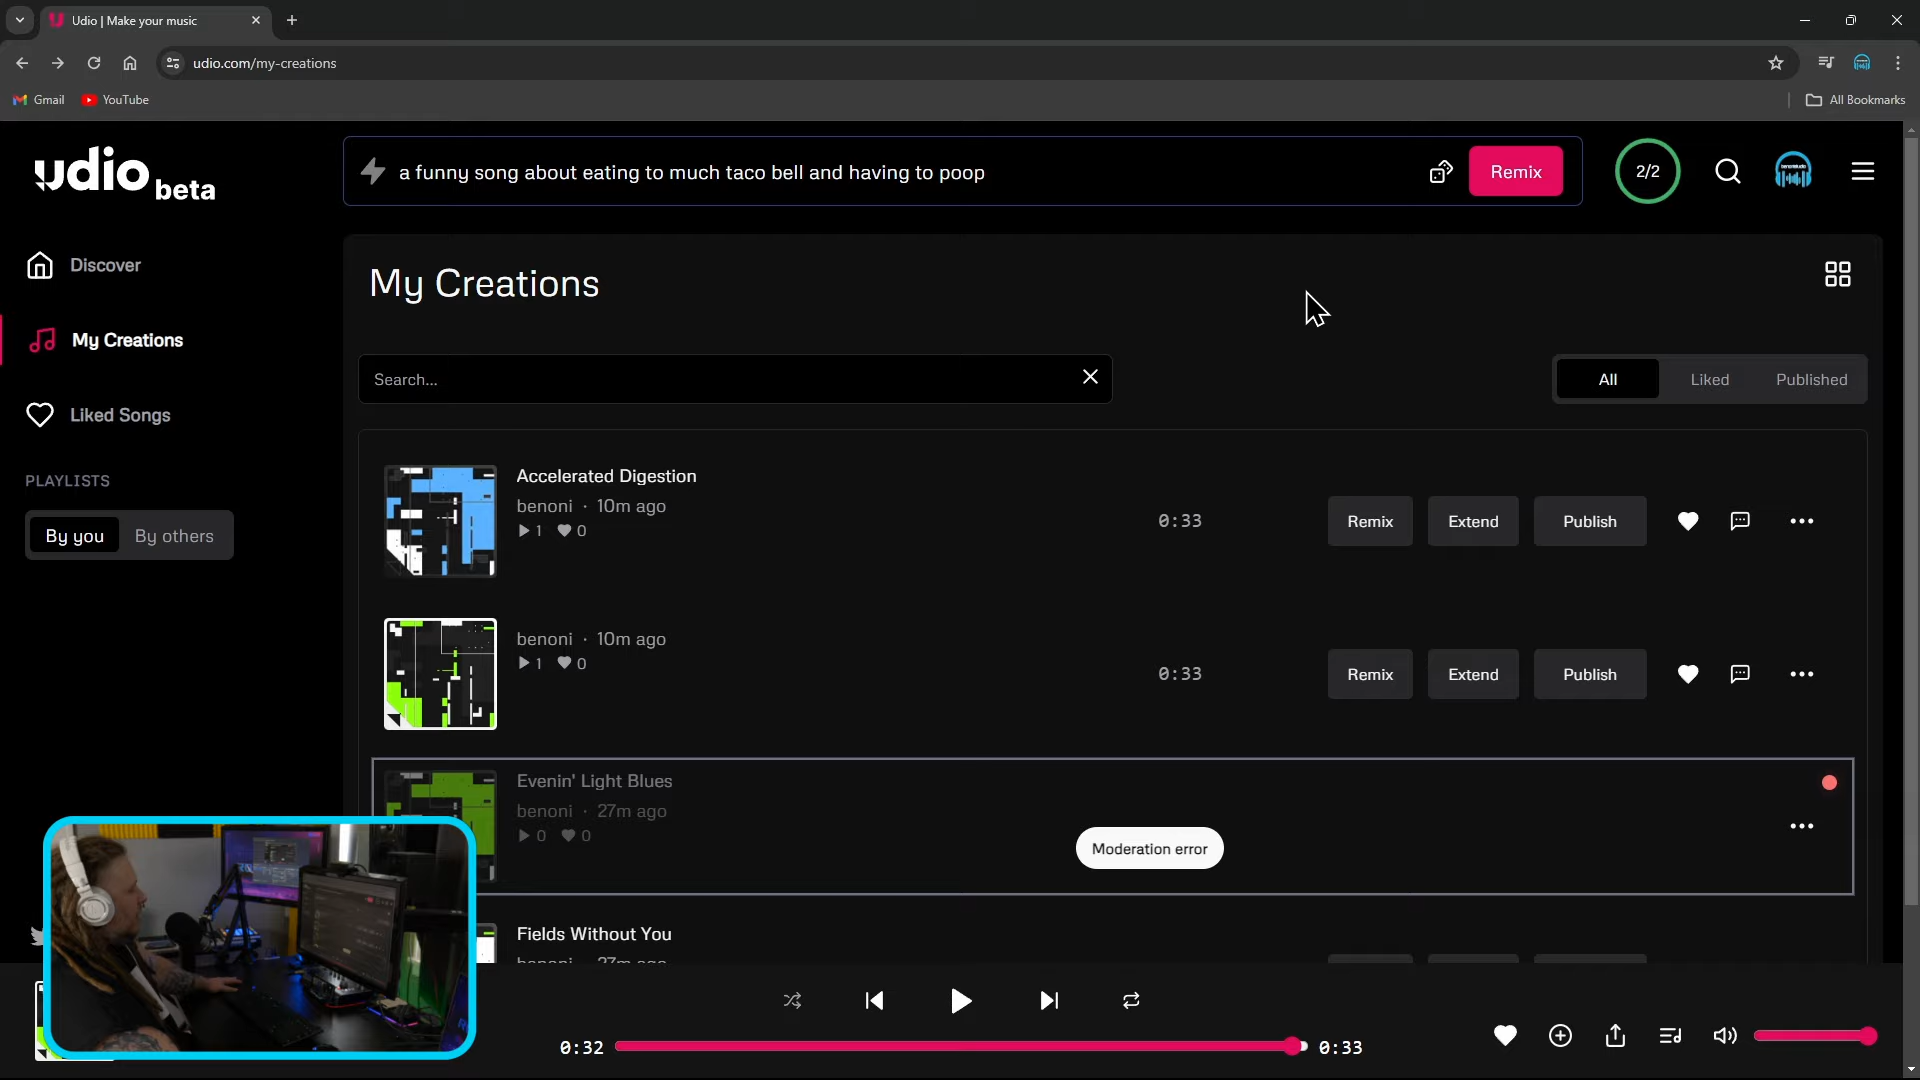 Udio | Make your music
udio.com/my-creations
Gmail
YouTube
All Bookmarks
udio beta
a funny song about eating to much taco bell and having to poop
Remix
2/2
Discover
My Creations
Liked Songs
PLAYLISTS
By you
By others
My Creations
Search...
All
Liked
Published
Accelerated Digestion
benoni · 10m ago
1
0
0:33
Remix
Extend
Publish
benoni · 10m ago
1
0
0:33
Remix
Extend
Publish
Evenin' Light Blues
benoni · 27m ago
0
0
Moderation error
Fields Without You
benoni 27m ago
0:32
0:33